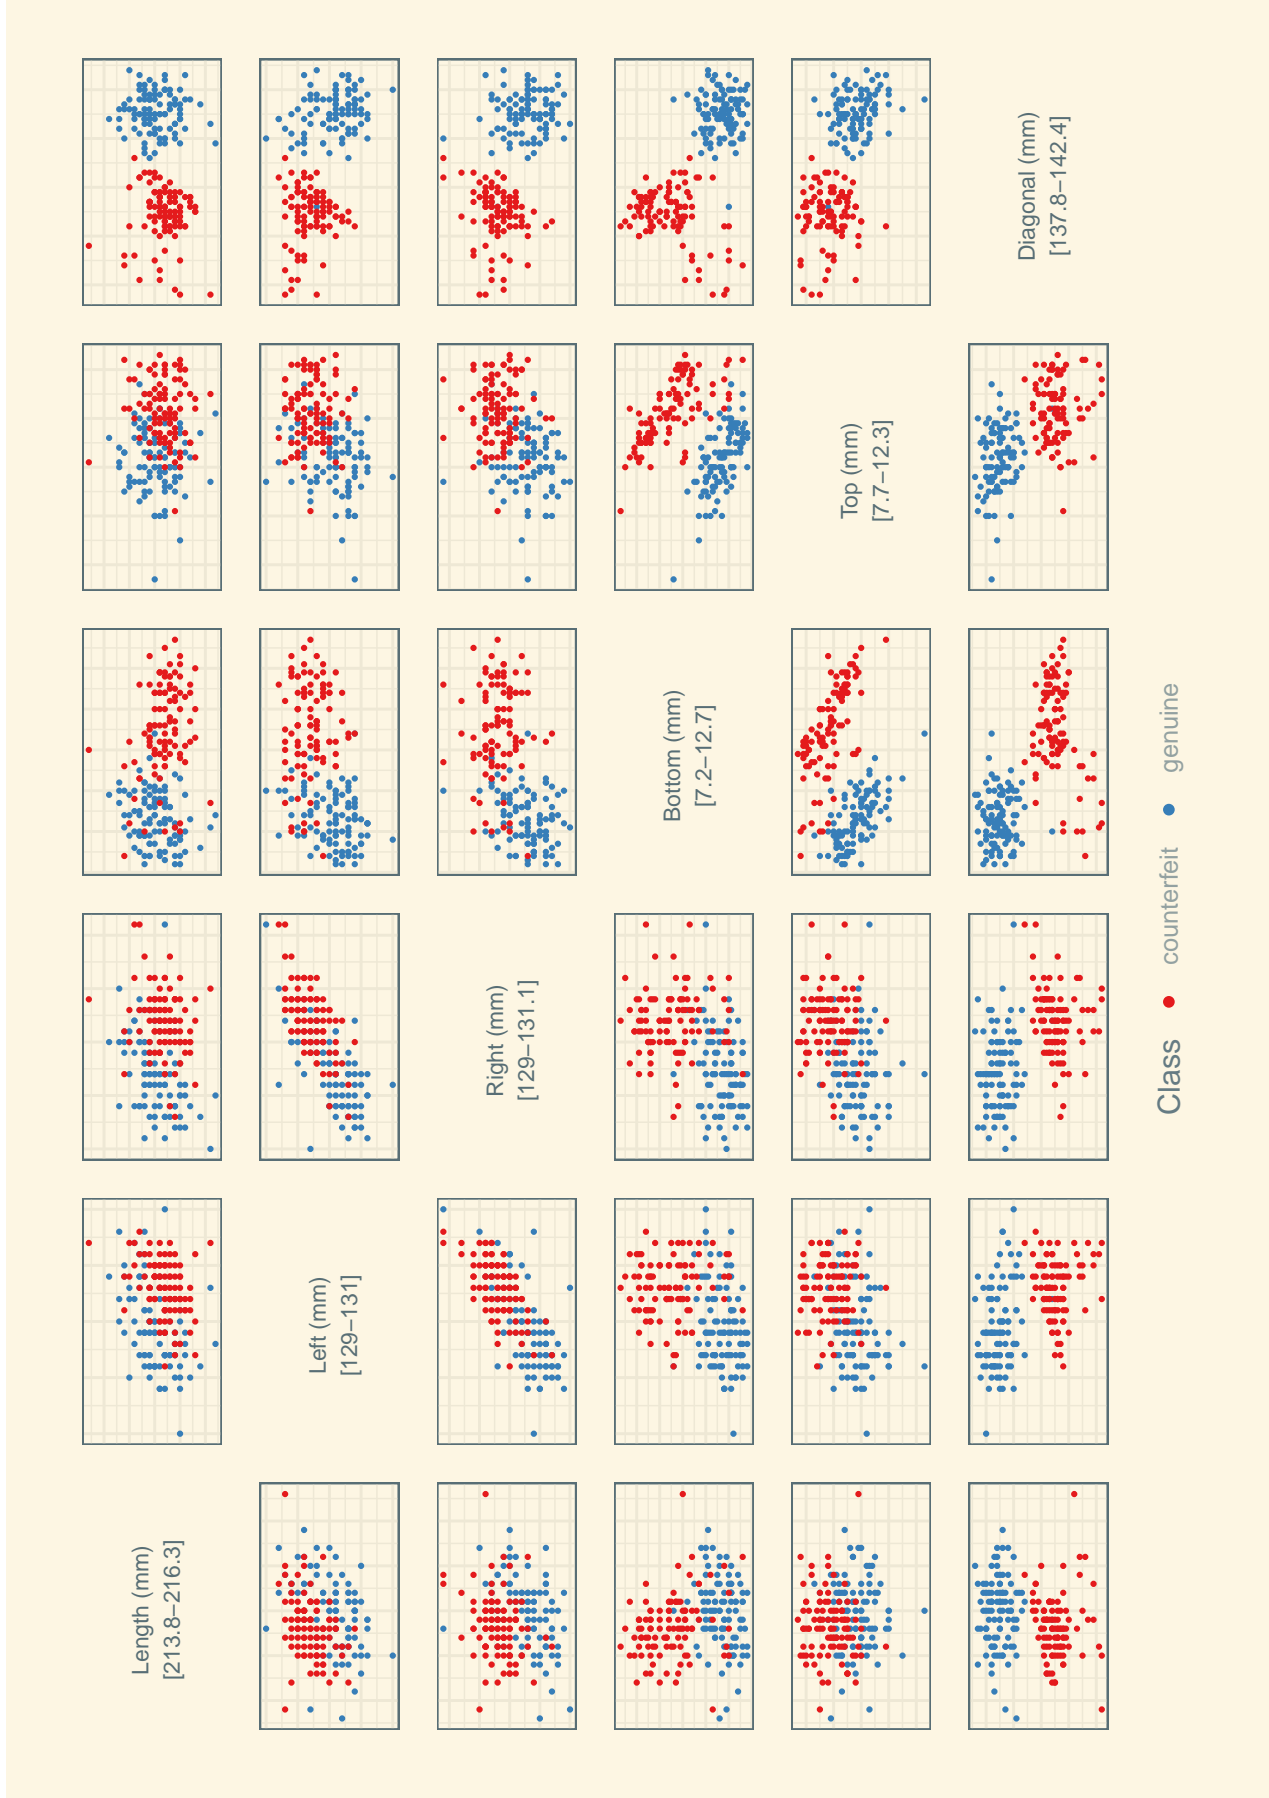 Length (mm)
[213.8–216.3]
Left (mm)
[129–131]
Right (mm)
[129–131.1]
Bottom (mm)
[7.2–12.7]
Top (mm)
[7.7–12.3]
Diagonal (mm)
[137.8–142.4]
Class counterfeit genuine